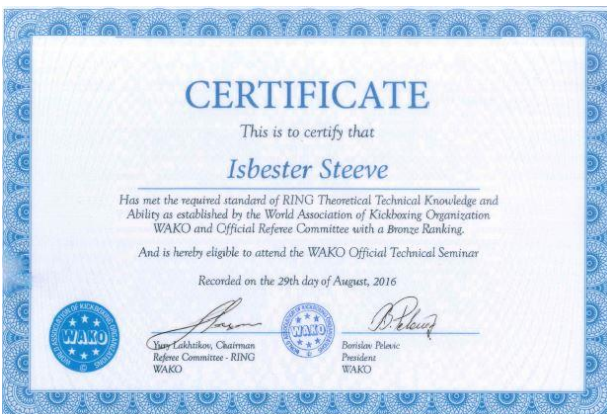 CERTIFICATE
This is to certify that
Isbester Steeve
Has met the required standard of RING Theoretical Technical Knowledge and
Ability as established by the World Association of Kickboxing Organization
WAKO and Official Referee Committee with a Bronze Ranking.
And is hereby eligible to attend the WAKO Official Technical Seminar
Recorded on the 29th day of August, 2016
WAKO
WAKO
B. Pelević
Yury Lakhtikov, Chairman
Referee Committee - RING
WAKO
Borislav Pelevic
President
WAKO